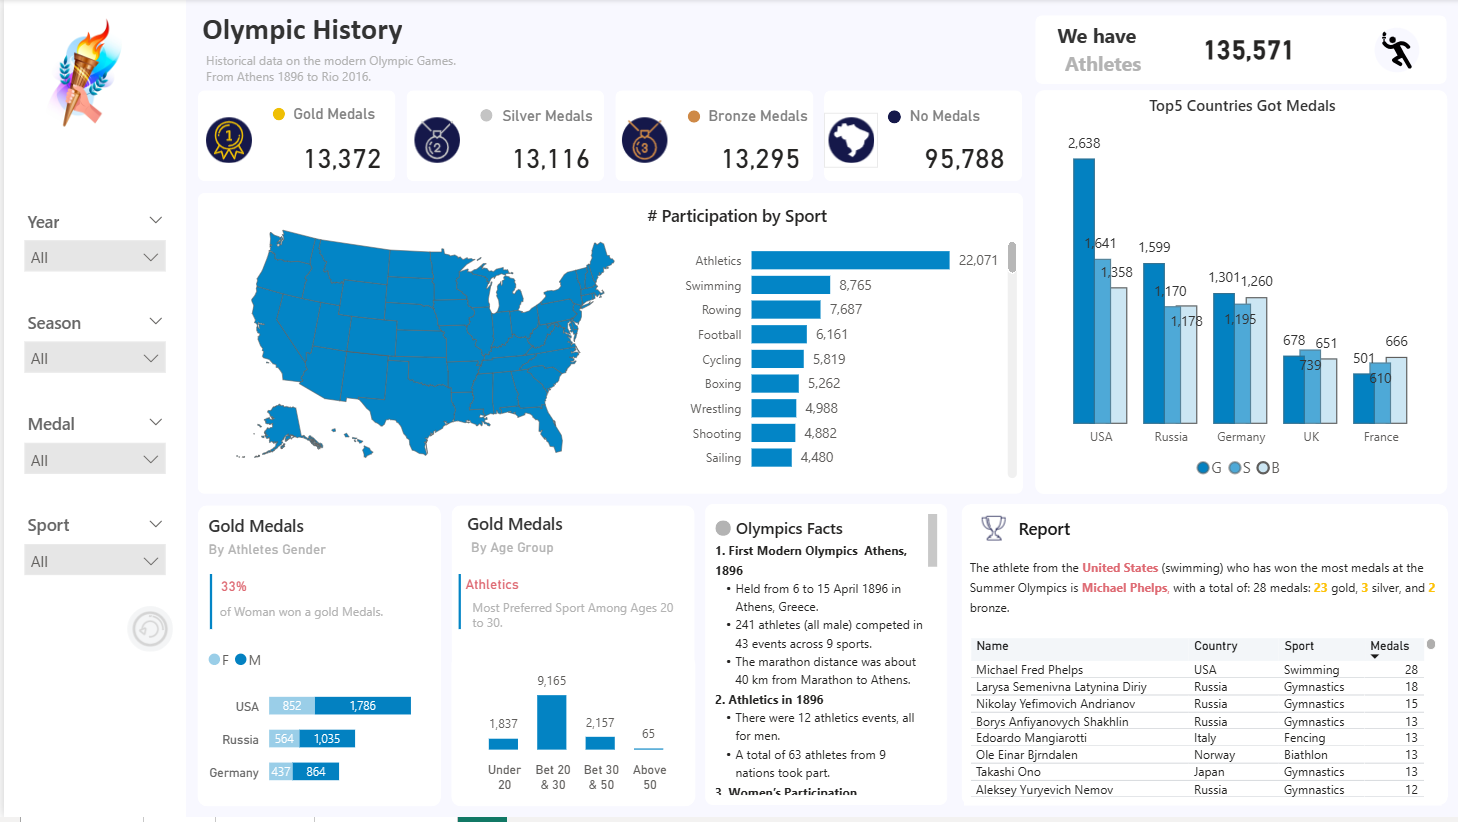 Olympic History
Historical data on the modern Olympic Games.
From Athens 1896 to Rio 2016.
We have
Athletes
135,571
Year
All
Season
All
Medal
All
Sport
All
Gold Medals
1
13,372
Silver Medals
2
13,116
Bronze Medals
3
13,295
No Medals
95,788
# Participation by Sport
Athletics 22,071
Swimming 8,765
Rowing 7,687
Football 6,161
Cycling 5,819
Boxing 5,262
Wrestling 4,988
Shooting 4,882
Sailing 4,480
Top5 Countries Got Medals
2,638
1,641
1,358
1,599
1,170
1,178
1,301
1,195
1,260
678
739
651
501
610
666
USA Russia Germany UK France
G S B
Gold Medals
By Athletes Gender
33%
of Woman won a gold Medals.
F M
USA 852 1,786
Russia 564 1,035
Germany 437 864
Gold Medals
By Age Group
Athletics
Most Preferred Sport Among Ages 20
to 30.
1,837 9,165 2,157 65
Under Bet 20 Bet 30 Above
20 & 30 & 50 50
Olympics Facts
1. First Modern Olympics Athens,
1896
• Held from 6 to 15 April 1896 in
Athens, Greece.
• 241 athletes (all male) competed in
43 events across 9 sports.
• The marathon distance was about
40 km from Marathon to Athens.
2. Athletics in 1896
• There were 12 athletics events, all
for men.
• A total of 63 athletes from 9
nations took part.
3. Women's Participation
Report
The athlete from the United States (swimming) who has won the most medals at the
Summer Olympics is Michael Phelps, with a total of: 28 medals: 23 gold, 3 silver, and 2
bronze.
Name Country Sport Medals
Michael Fred Phelps USA Swimming 28
Larysa Semenivna Latynina Diriy Russia Gymnastics 18
Nikolay Yefimovich Andrianov Russia Gymnastics 15
Borys Anfiyanovych Shakhlin Russia Gymnastics 13
Edoardo Mangiarotti Italy Fencing 13
Ole Einar Bjrndalen Norway Biathlon 13
Takashi Ono Japan Gymnastics 13
Aleksey Yuryevich Nemov Russia Gymnastics 12